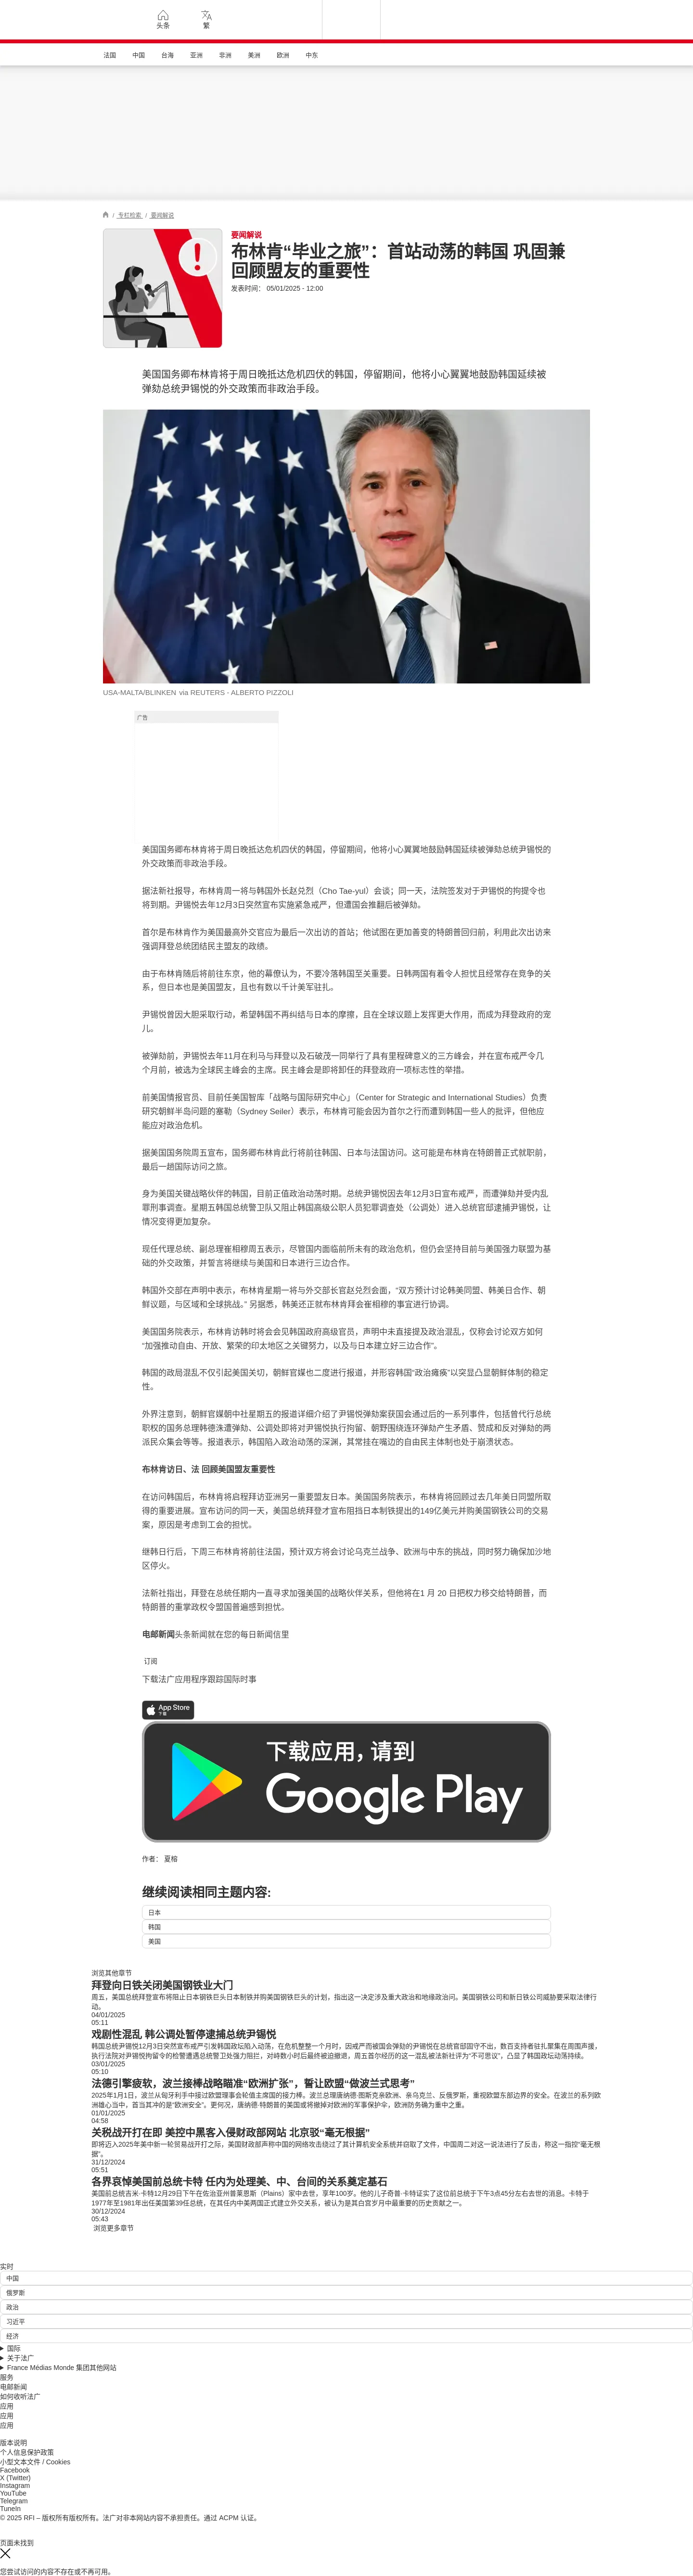 头条
繁
法国
中国
台海
亚洲
非洲
美洲
欧洲
中东
/ 专栏检索 / 要闻解说
要闻解说
布林肯“毕业之旅”：首站动荡的韩国 巩固兼
回顾盟友的重要性
发表时间： 05/01/2025 - 12:00
美国国务卿布林肯将于周日晚抵达危机四伏的韩国，停留期间，他将小心翼翼地鼓励韩国延续被
弹劾总统尹锡悦的外交政策而非政治手段。
USA-MALTA/BLINKEN via REUTERS - ALBERTO PIZZOLI
广告
美国国务卿布林肯将于周日晚抵达危机四伏的韩国，停留期间，他将小心翼翼地鼓励韩国延续被弹劾总统尹锡悦的
外交政策而非政治手段。
据法新社报导，布林肯周一将与韩国外长赵兑烈（Cho Tae-yul）会谈；同一天，法院签发对于尹锡悦的拘提令也
将到期。尹锡悦去年12月3日突然宣布实施紧急戒严，但遭国会推翻后被弹劾。
首尔是布林肯作为美国最高外交官应为最后一次出访的首站；他试图在更加善变的特朗普回归前，利用此次出访来
强调拜登总统团结民主盟友的政绩。
由于布林肯随后将前往东京，他的幕僚认为，不要冷落韩国至关重要。日韩两国有着令人担忧且经常存在竞争的关
系，但日本也是美国盟友，且也有数以千计美军驻扎。
尹锡悦曾因大胆采取行动，希望韩国不再纠结与日本的摩擦，且在全球议题上发挥更大作用，而成为拜登政府的宠
儿。
被弹劾前，尹锡悦去年11月在利马与拜登以及石破茂一同举行了具有里程碑意义的三方峰会，并在宣布戒严令几
个月前，被选为全球民主峰会的主席。民主峰会是即将卸任的拜登政府一项标志性的举措。
前美国情报官员、目前任美国智库「战略与国际研究中心」（Center for Strategic and International Studies）负责
研究朝鲜半岛问题的塞勒（Sydney Seiler）表示，布林肯可能会因为首尔之行而遭到韩国一些人的批评，但他应
能应对政治危机。
据美国国务院周五宣布，国务卿布林肯此行将前往韩国、日本与法国访问。这可能是布林肯在特朗普正式就职前，
最后一趟国际访问之旅。
身为美国关键战略伙伴的韩国，目前正值政治动荡时期。总统尹锡悦因去年12月3日宣布戒严，而遭弹劾并受内乱
罪刑事调查。星期五韩国总统警卫队又阻止韩国高级公职人员犯罪调查处（公调处）进入总统官邸逮捕尹锡悦，让
情况变得更加复杂。
现任代理总统、副总理崔相穆周五表示，尽管国内面临前所未有的政治危机，但仍会坚持目前与美国强力联盟为基
础的外交政策，并誓言将继续与美国和日本进行三边合作。
韩国外交部在声明中表示，布林肯星期一将与外交部长官赵兑烈会面，“双方预计讨论韩美同盟、韩美日合作、朝
鲜议题，与区域和全球挑战。” 另据悉，韩美还正就布林肯拜会崔相穆的事宜进行协调。
美国国务院表示，布林肯访韩时将会会见韩国政府高级官员，声明中未直接提及政治混乱，仅称会讨论双方如何
“加强推动自由、开放、繁荣的印太地区之关键努力，以及与日本建立好三边合作”。
韩国的政局混乱不仅引起美国关切，朝鲜官媒也二度进行报道，并形容韩国“政治瘫痪”以突显凸显朝鲜体制的稳定
性。
外界注意到，朝鲜官媒朝中社星期五的报道详细介绍了尹锡悦弹劾案获国会通过后的一系列事件，包括曾代行总统
职权的国务总理韩德洙遭弹劾、公调处即将对尹锡悦执行拘留、朝野围绕连环弹劾产生矛盾、赞成和反对弹劾的两
派民众集会等等。报道表示，韩国陷入政治动荡的深渊，其常挂在嘴边的自由民主体制也处于崩溃状态。
布林肯访日、法 回顾美国盟友重要性
在访问韩国后，布林肯将启程拜访亚洲另一重要盟友日本。美国国务院表示，布林肯将回顾过去几年美日同盟所取
得的重要进展。宣布访问的同一天，美国总统拜登才宣布阻挡日本制铁提出的149亿美元并购美国钢铁公司的交易
案，原因是考虑到工会的担忧。
继韩日行后，下周三布林肯将前往法国，预计双方将会讨论乌克兰战争、欧洲与中东的挑战，同时努力确保加沙地
区停火。
法新社指出，拜登在总统任期内一直寻求加强美国的战略伙伴关系，但他将在1 月 20 日把权力移交给特朗普，而
特朗普的重掌政权令盟国普遍感到担忧。
电邮新闻头条新闻就在您的每日新闻信里
订阅
下载法广应用程序跟踪国际时事
App Store
下载
下载应用，请到
Google Play
作者： 夏榕
继续阅读相同主题内容:
日本
韩国
美国
浏览其他章节
拜登向日铁关闭美国钢铁业大门
周五，美国总统拜登宣布将阻止日本钢铁巨头日本制铁并购美国钢铁巨头的计划，指出这一决定涉及重大政治和地缘政治问。美国钢铁公司和新日铁公司威胁要采取法律行
动。
04/01/2025
05:11
戏剧性混乱 韩公调处暂停逮捕总统尹锡悦
韩国总统尹锡悦12月3日突然宣布戒严引发韩国政坛陷入动荡，在危机整整一个月时，因戒严而被国会弹劾的尹锡悦在总统官邸固守不出，数百支持者驻扎聚集在周围声援，
执行法院对尹锡悦拘留令的检警遭遇总统警卫处强力阻拦，对峙数小时后最终被迫撤退，周五首尔经历的这一混乱被法新社评为“不可思议”，凸显了韩国政坛动荡持续。
03/01/2025
05:10
法德引擎疲软，波兰接棒战略瞄准“欧洲扩张”，誓让欧盟“做波兰式思考”
2025年1月1日，波兰从匈牙利手中接过欧盟理事会轮值主席国的接力棒。波兰总理唐纳德·图斯克亲欧洲、亲乌克兰、反俄罗斯，重视欧盟东部边界的安全。在波兰的系列欧
洲雄心当中，首当其冲的是“欧洲安全”。更何况，唐纳德·特朗普的美国或将撤掉对欧洲的军事保护伞，欧洲防务确为重中之重。
01/01/2025
04:58
关税战开打在即 美控中黑客入侵财政部网站 北京驳“毫无根据”
即将迈入2025年美中新一轮贸易战开打之际，美国财政部声称中国的网络攻击绕过了其计算机安全系统并窃取了文件，中国周二对这一说法进行了反击，称这一指控“毫无根
据”。
31/12/2024
05:51
各界哀悼美国前总统卡特 任内为处理美、中、台间的关系奠定基石
美国前总统吉米·卡特12月29日下午在佐治亚州普莱恩斯（Plains）家中去世，享年100岁。他的儿子奇普·卡特证实了这位前总统于下午3点45分左右去世的消息。卡特于
1977年至1981年出任美国第39任总统，在其任内中美两国正式建立外交关系，被认为是其白宫岁月中最重要的历史贡献之一。
30/12/2024
05:43
浏览更多章节
实时
中国
俄罗斯
政治
习近平
经济
国际
关于法广
France Médias Monde 集团其他网站
服务
电邮新闻
如何收听法广
应用
应用
应用
版本说明
个人信息保护政策
小型文本文件 / Cookies
Facebook
X (Twitter)
Instagram
YouTube
Telegram
TuneIn
© 2025 RFI – 版权所有版权所有。法广对非本网站内容不承担责任。通过 ACPM 认证。
页面未找到
您尝试访问的内容不存在或不再可用。